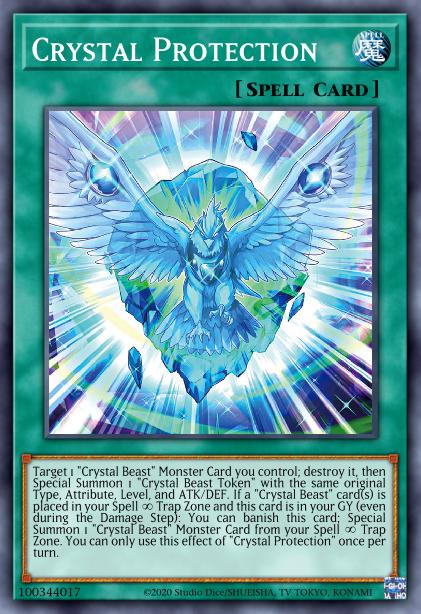 CRYSTAL PROTECTION
SPELL
魔
[SPELL CARD]
Target 1 "Crystal Beast" Monster Card you control; destroy it, then
Special Summon 1 "Crystal Beast Token" with the same original
Type, Attribute, Level, and ATK/DEF. If a "Crystal Beast" card(s) is
placed in your Spell ∞ Trap Zone and this card is in your GY (even
during the Damage Step): You can banish this card; Special
Summon 1 "Crystal Beast" Monster Card from your Spell ∞ Trap
Zone. You can only use this effect of "Crystal Protection" once per
turn.
100344017
©2020 Studio Dice/SHUEISHA, TV TOKYO, KONAMI